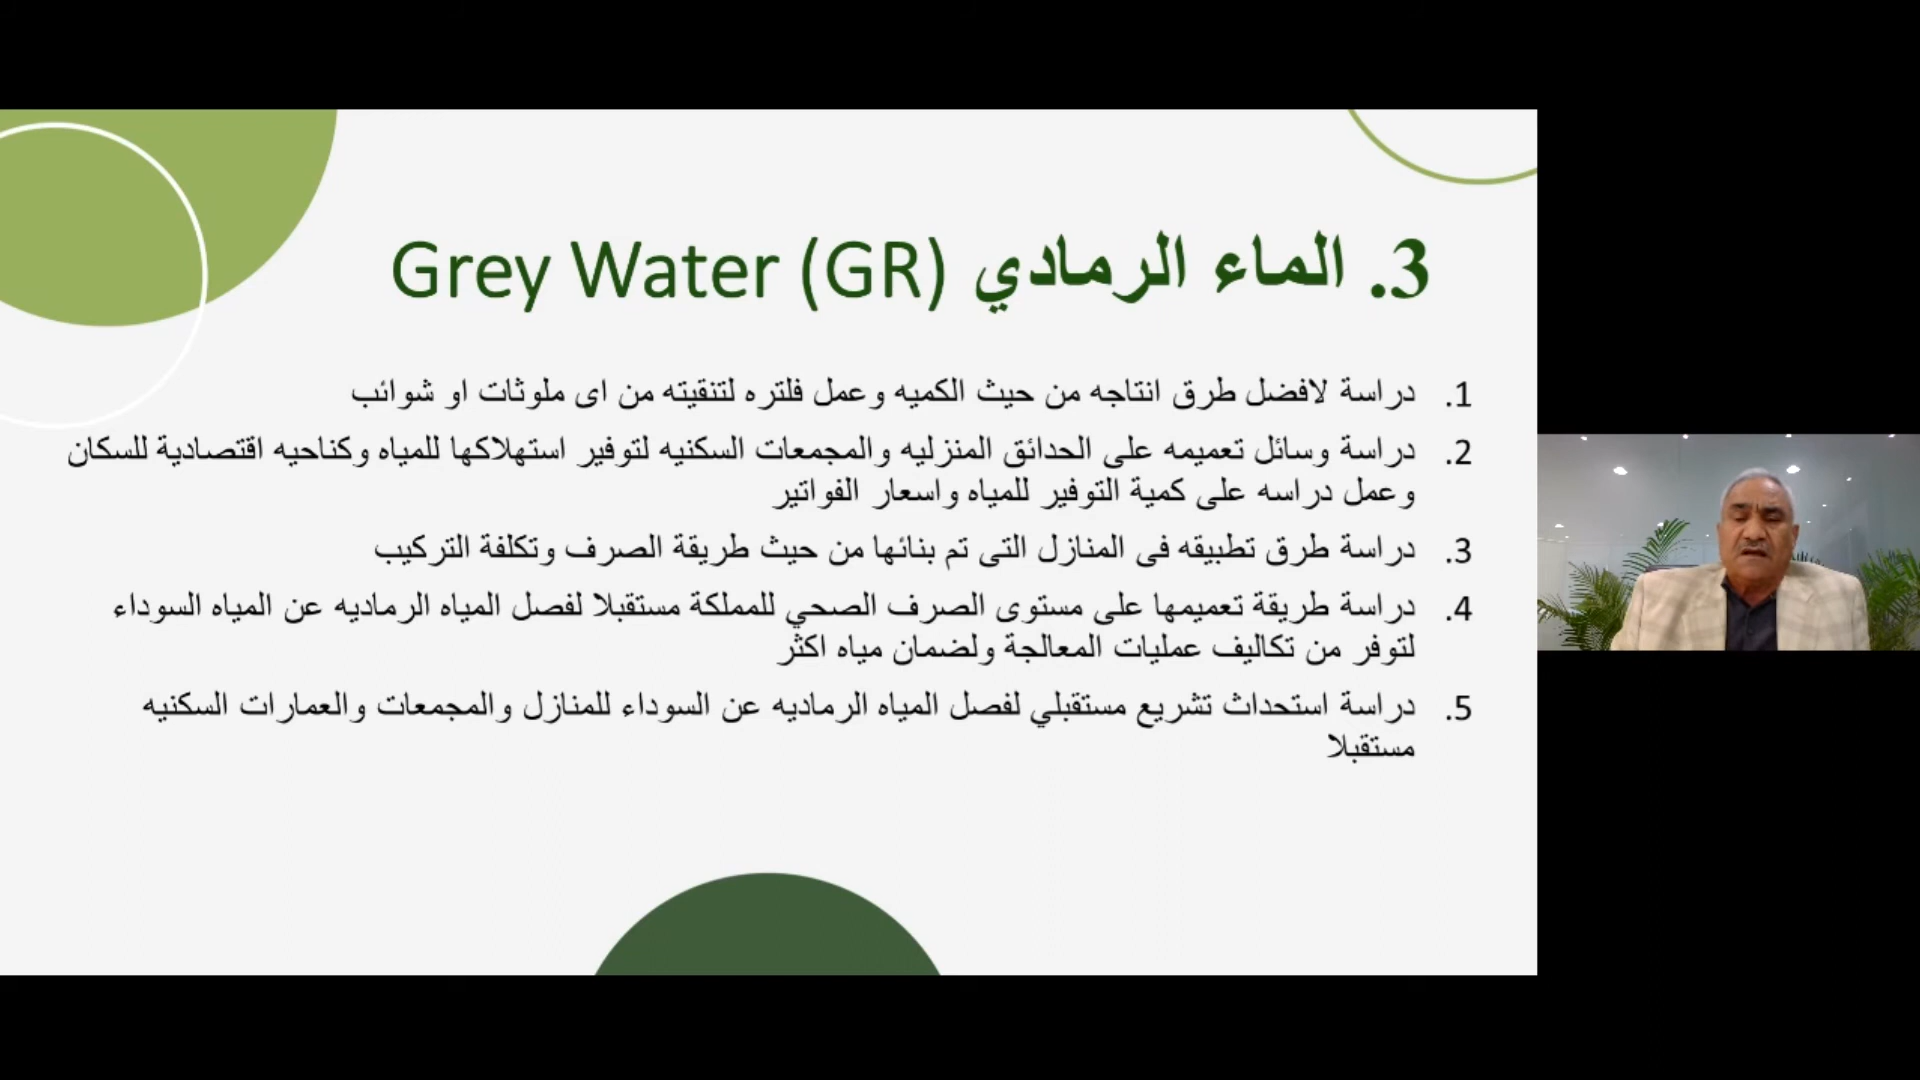 3. الماء الرمادي Grey Water (GR)
1. دراسة لافضل طرق انتاجه من حيث الكميه وعمل فلتره لتنقيته من اى ملوثات او شوائب
2. دراسة وسائل تعميمه على الحدائق المنزليه والمجمعات السكنيه لتوفير استهلاكها للمياه وكناحيه اقتصادية للسكان
وعمل دراسه على كمية التوفير للمياه واسعار الفواتير
3. دراسة طرق تطبيقه فى المنازل التى تم بنائها من حيث طريقة الصرف وتكلفة التركيب
4. دراسة طريقة تعميمها على مستوى الصرف الصحي للمملكة مستقبلا لفصل المياه الرماديه عن المياه السوداء
لتوفر من تكاليف عمليات المعالجة ولضمان مياه اكثر
5. دراسة استحداث تشريع مستقبلي لفصل المياه الرماديه عن السوداء للمنازل والمجمعات والعمارات السكنيه
مستقبلا